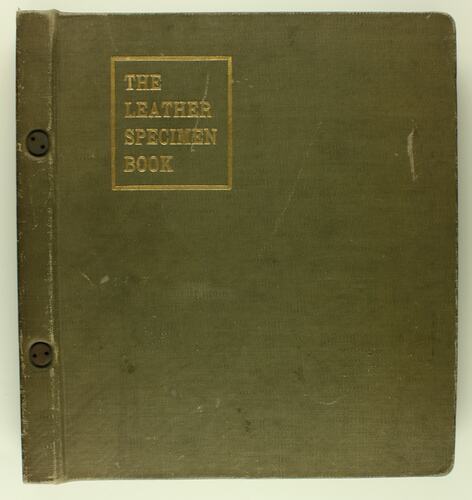 THE
LEATHER
SPECIMEN
BOOK